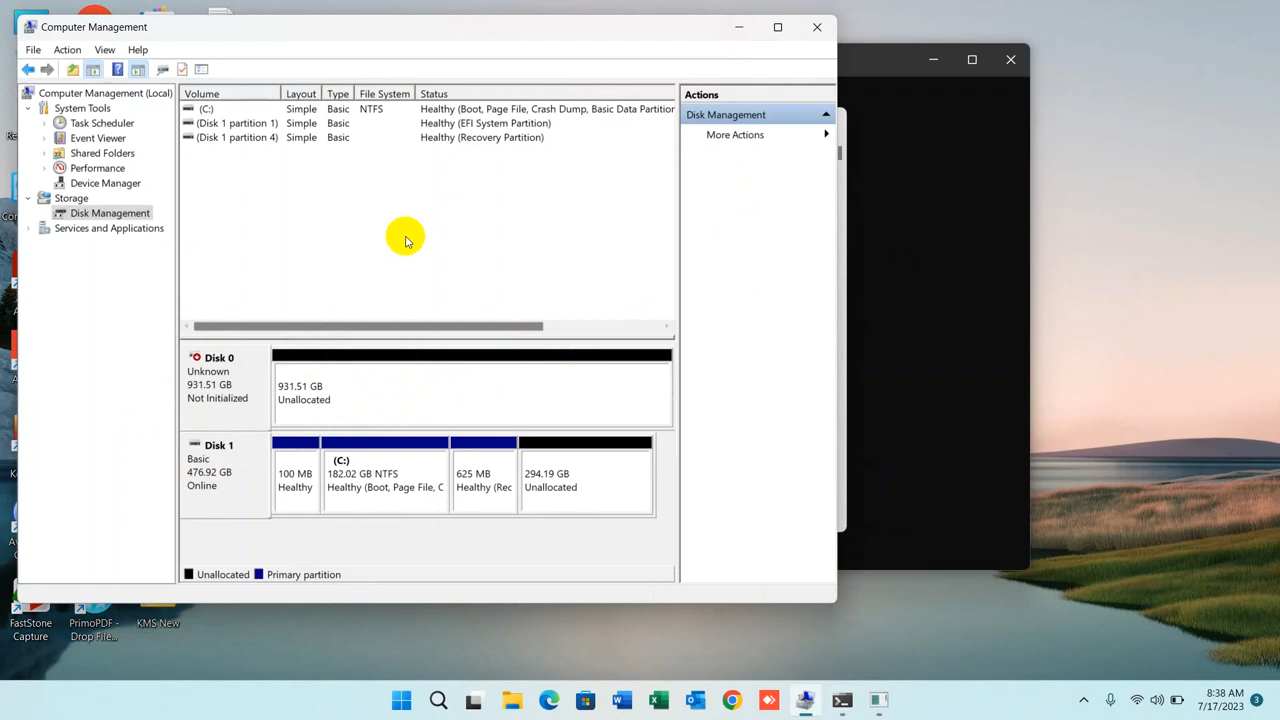 Computer Management
File Action View Help
Computer Management (Local)
System Tools
Task Scheduler
Event Viewer
Shared Folders
Performance
Device Manager
Storage
Disk Management
Services and Applications
Volume Layout Type File System Status
(C:) Simple Basic NTFS Healthy (Boot, Page File, Crash Dump, Basic Data Partition
(Disk 1 partition 1) Simple Basic Healthy (EFI System Partition)
(Disk 1 partition 4) Simple Basic Healthy (Recovery Partition)
Actions
Disk Management
More Actions
Disk 0
Unknown
931.51 GB
Not Initialized
931.51 GB
Unallocated
Disk 1
Basic
476.92 GB
Online
100 MB
Healthy
(C:)
182.02 GB NTFS
Healthy (Boot, Page File, C
625 MB
Healthy (Rec
294.19 GB
Unallocated
Unallocated Primary partition
FastStone
Capture
PrimoPDF -
Drop File...
KMS New
8:38 AM
7/17/2023
3